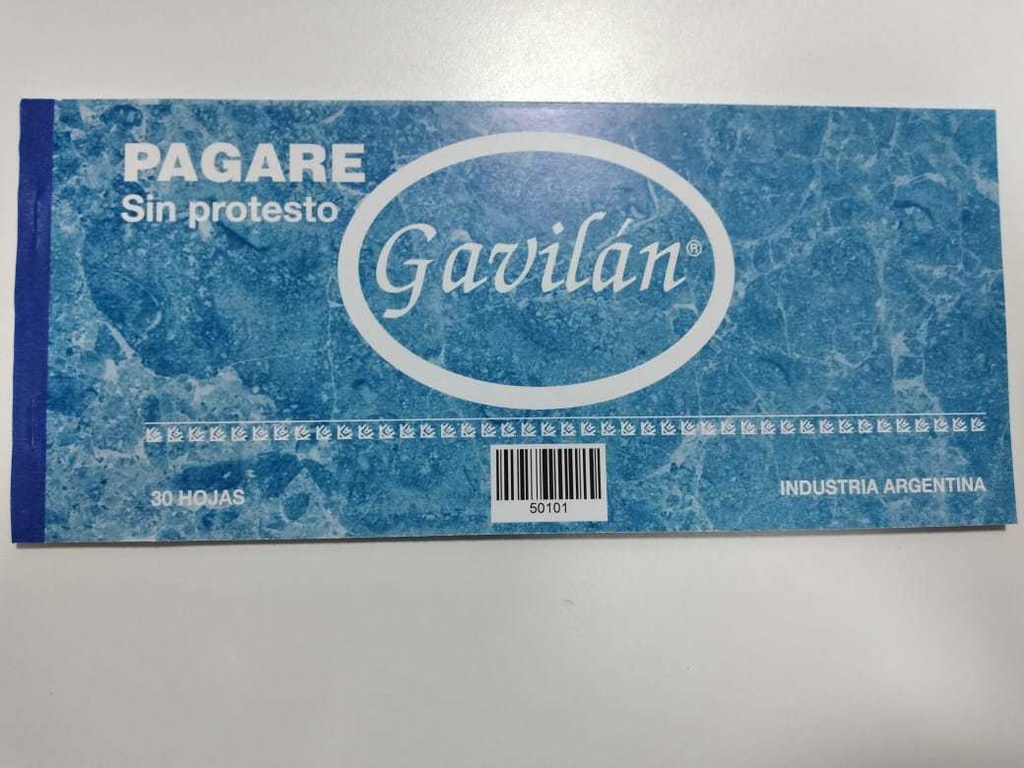 PAGARE
Sin protesto
Gavilán®
30 HOJAS
50101
INDUSTRIA ARGENTINA